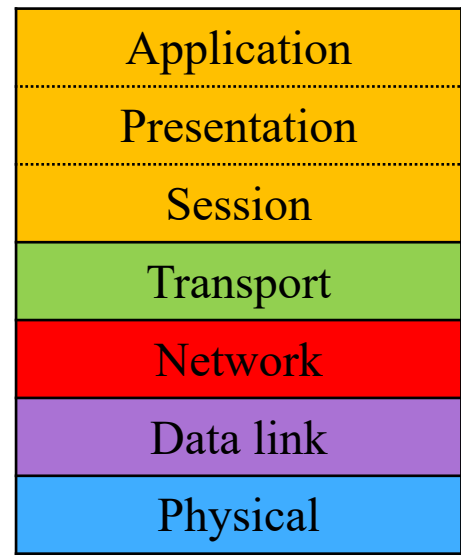 Application
Presentation
Session
Transport
Network
Data link
Physical